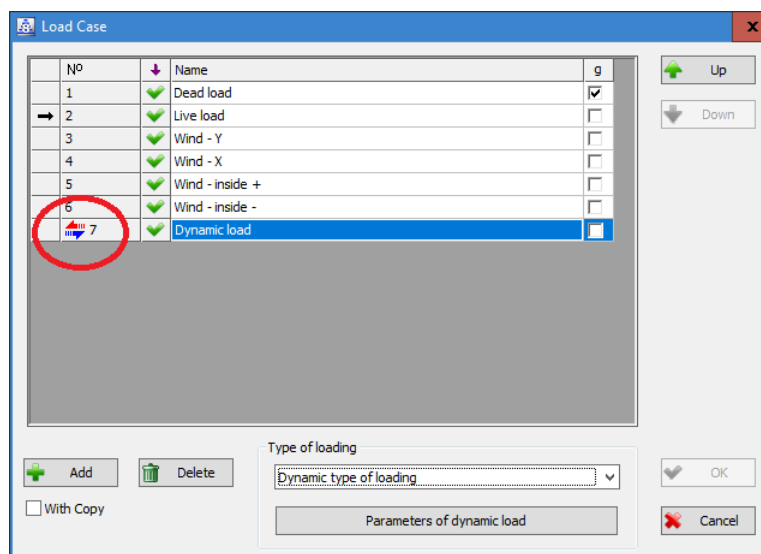 Load Case
x
Nº Name g
1 Dead load
2 Live load
3 Wind - Y
4 Wind - X
5 Wind - inside +
6 Wind - inside -
7 Dynamic load
Up
Down
Type of loading
Add
Delete
Dynamic type of loading
OK
With Copy
Parameters of dynamic load
Cancel